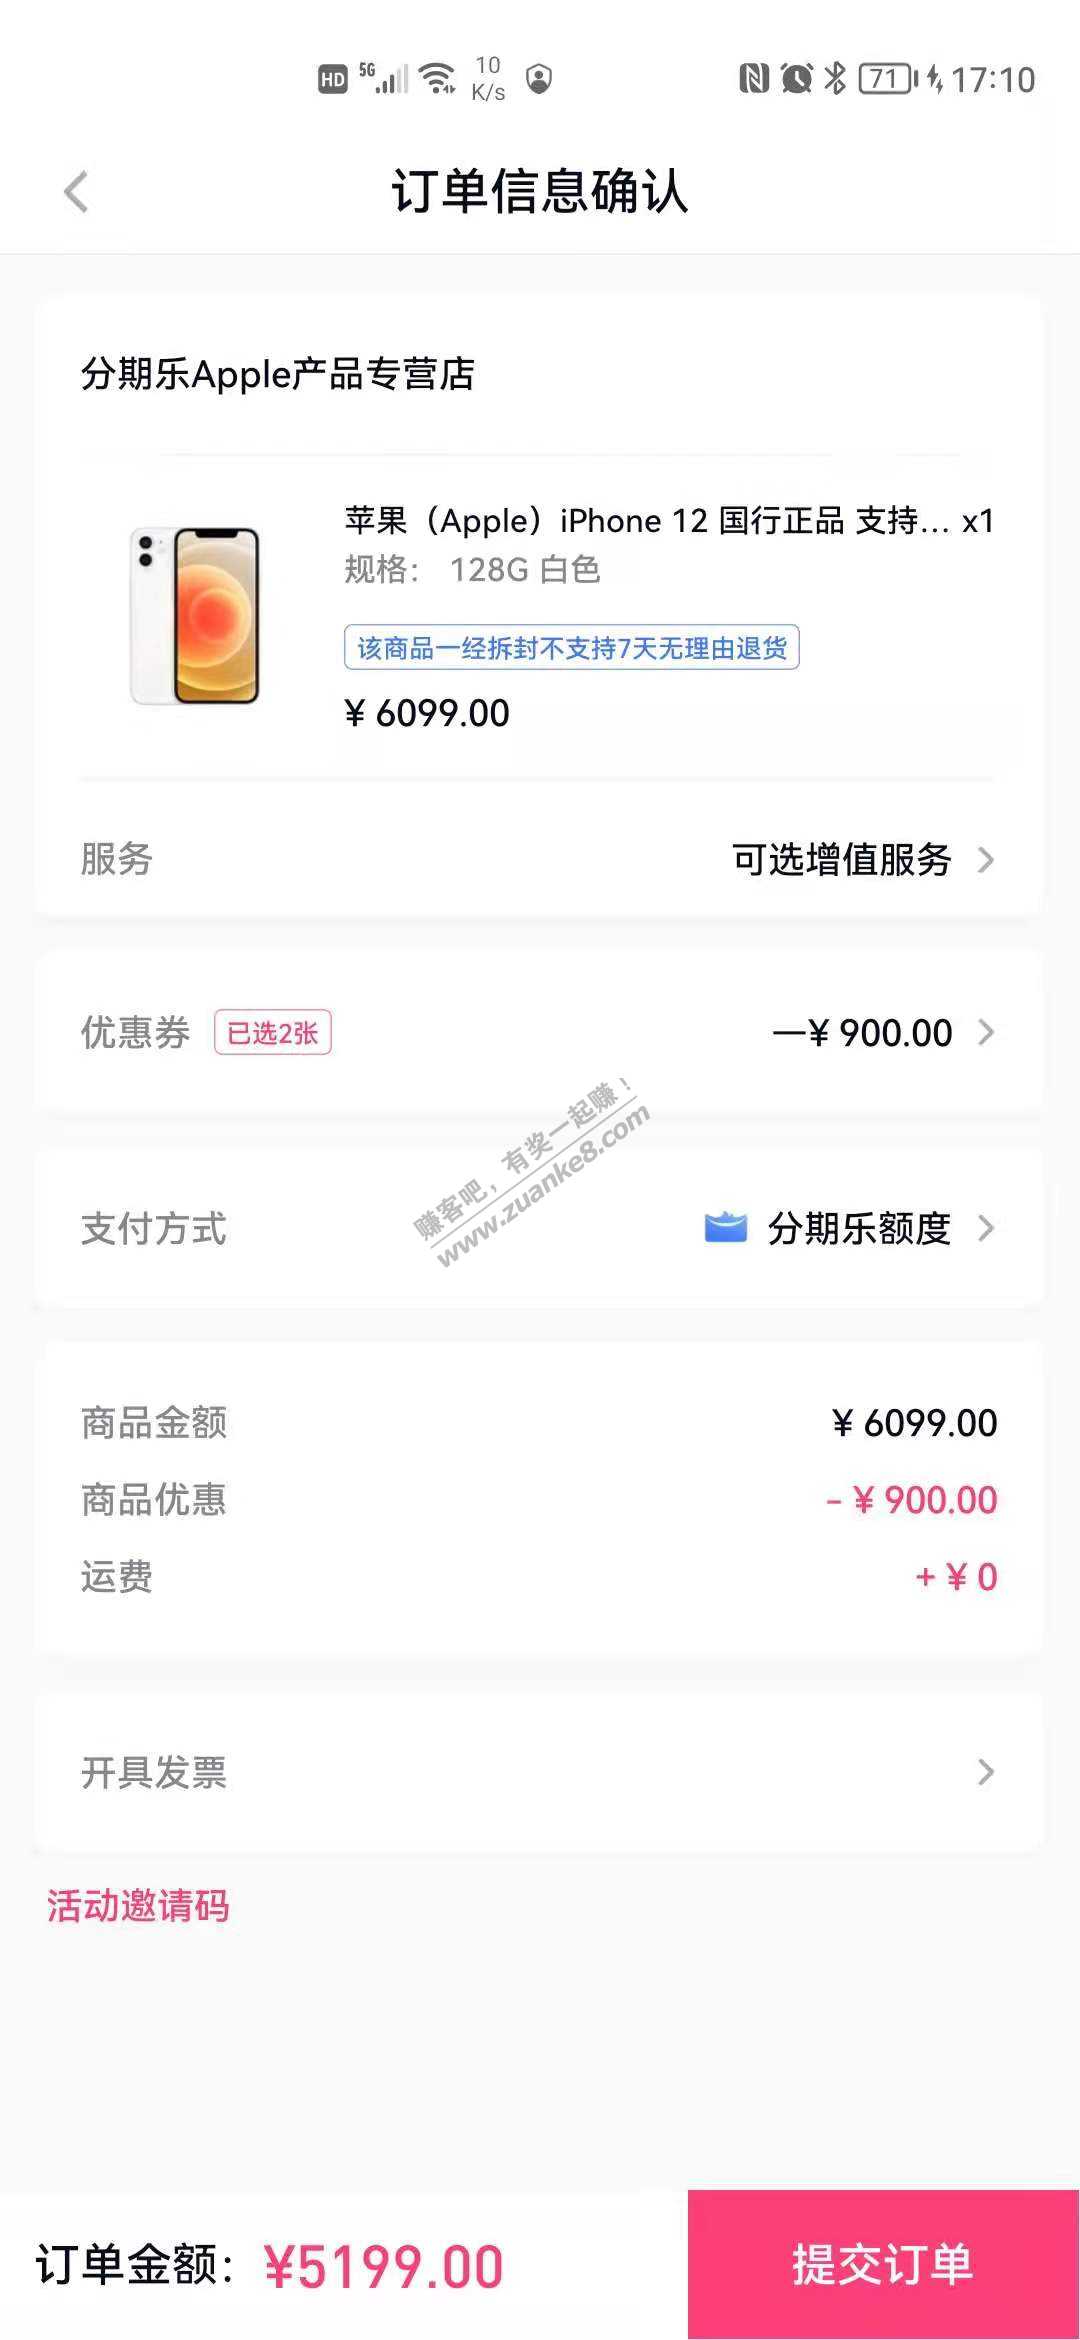 HD 5G 10 K/s 71 17:10
订单信息确认
分期乐Apple产品专营店
苹果（Apple）iPhone 12 国行正品 支持... x1
规格： 128G 白色
该商品一经拆封不支持7天无理由退货
¥ 6099.00
服务 可选增值服务
优惠券 已选2张 —¥ 900.00
赚客吧，有奖一起赚！
www.zuanke8.com
支付方式 分期乐额度
商品金额 ¥ 6099.00
商品优惠 - ¥ 900.00
运费 + ¥ 0
开具发票
活动邀请码
订单金额：¥5199.00 提交订单